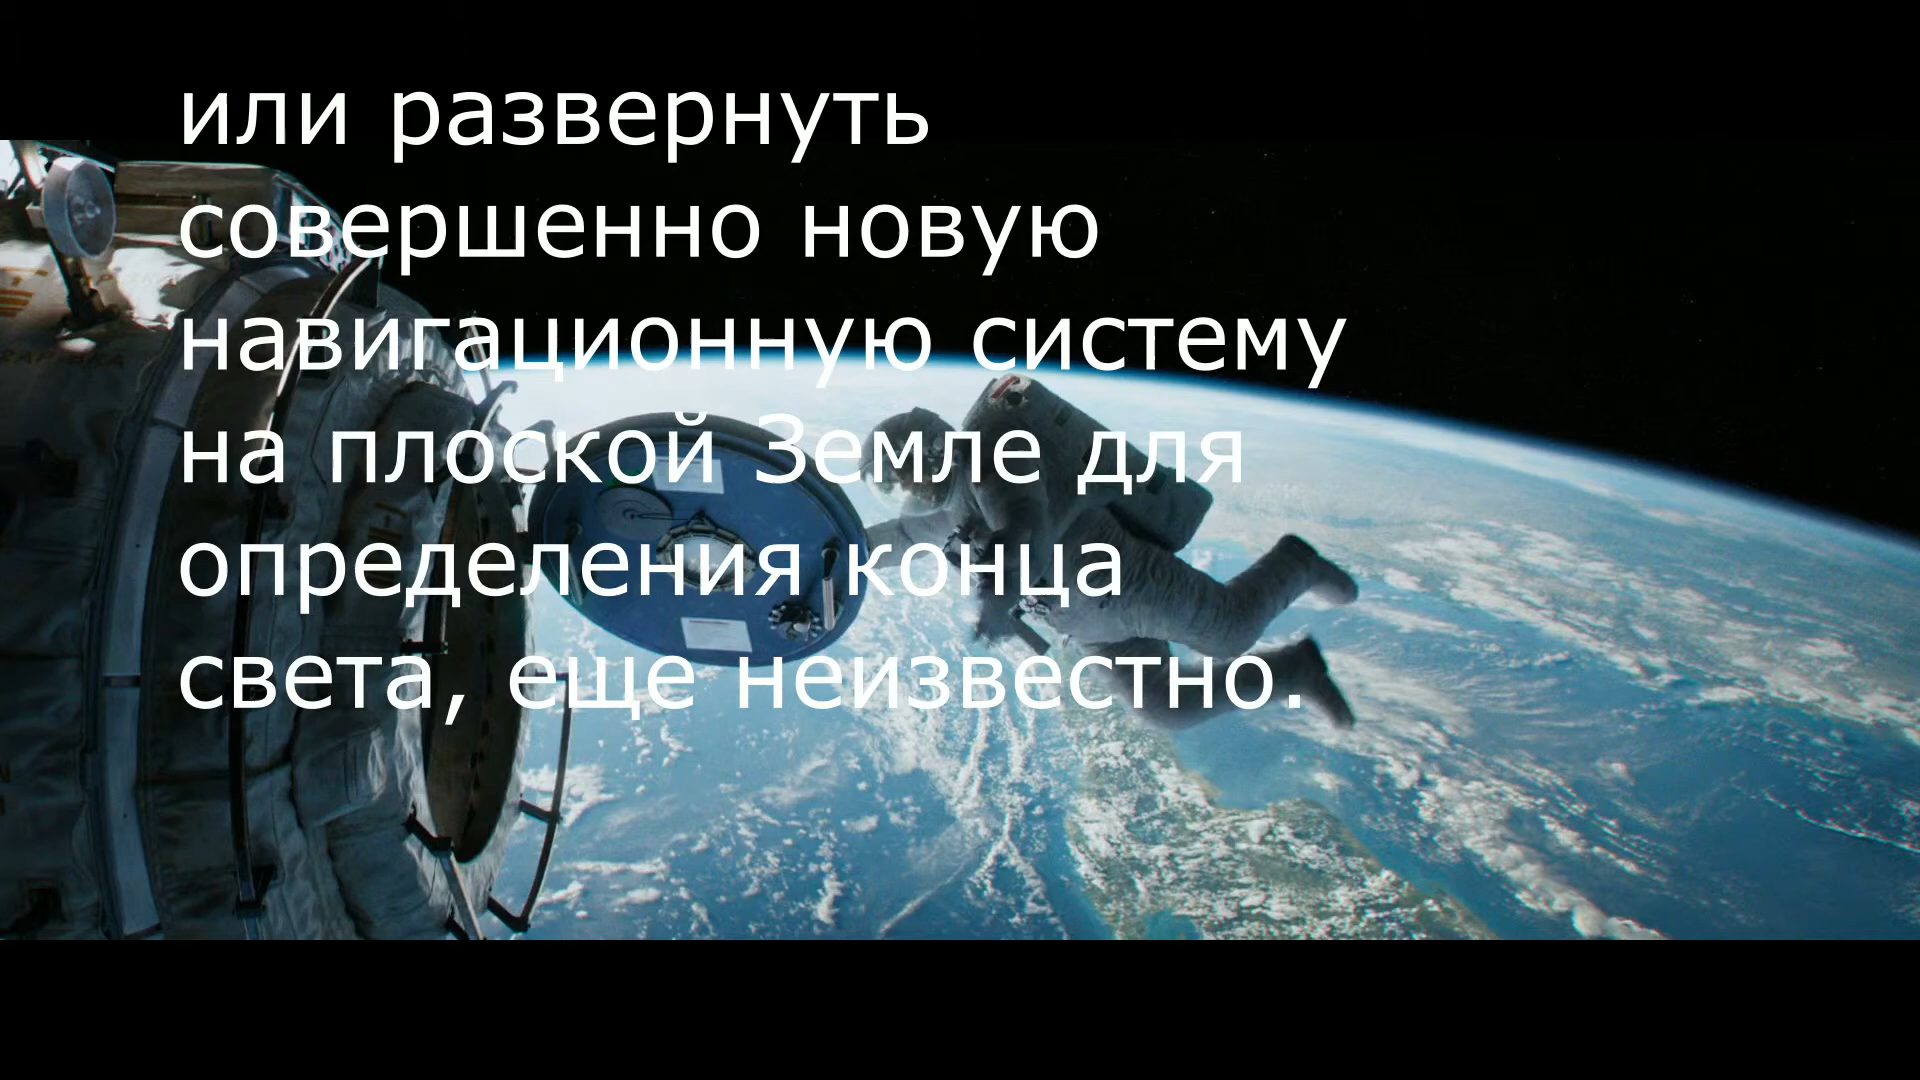 или развернуть
совершенно новую
навигационную систему
на плоской Земле для
определения конца
света, еще неизвестно.